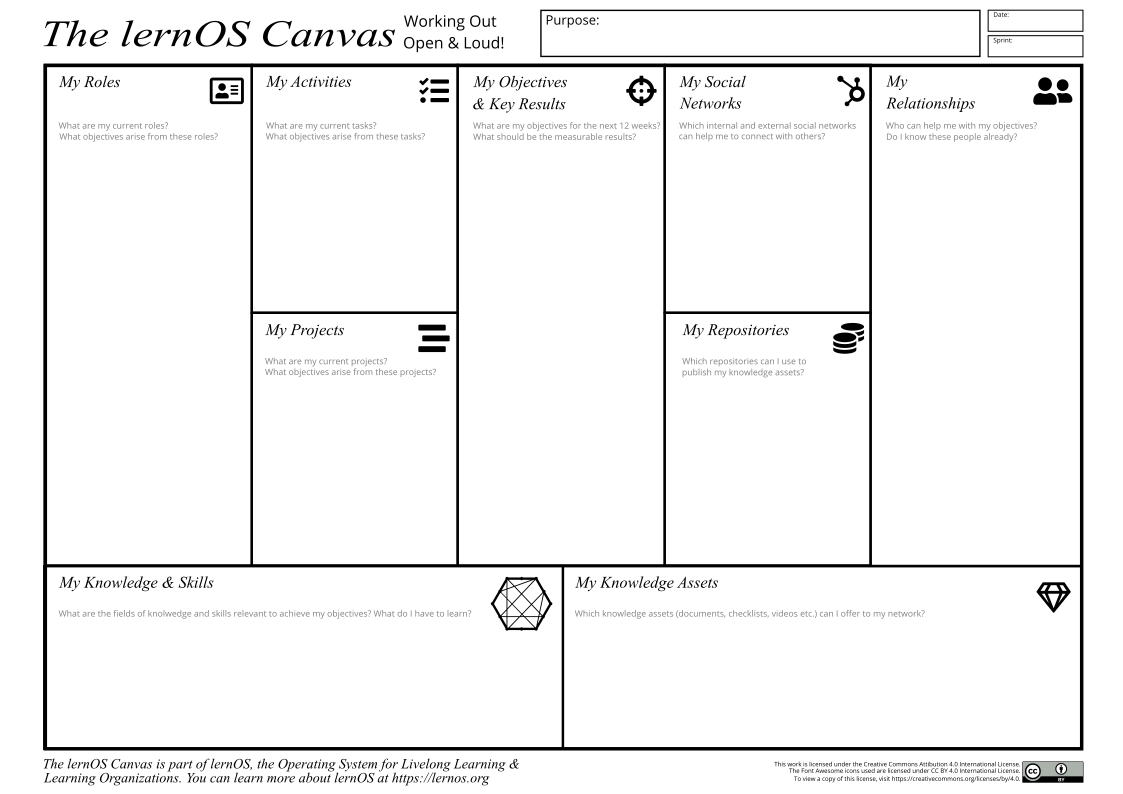 The lernOS Canvas
Working Out
Open & Loud!
Purpose:
Date:
Sprint:
My Roles
What are my current roles?
What objectives arise from these roles?
My Activities
What are my current tasks?
What objectives arise from these tasks?
My Objectives
& Key Results
What are my objectives for the next 12 weeks?
What should be the measurable results?
My Social
Networks
Which internal and external social networks
can help me to connect with others?
My
Relationships
Who can help me with my objectives?
Do I know these people already?
My Projects
What are my current projects?
What objectives arise from these projects?
My Repositories
Which repositories can I use to
publish my knowledge assets?
My Knowledge & Skills
What are the fields of knolwedge and skills relevant to achieve my objectives? What do I have to learn?
My Knowledge Assets
Which knowledge assets (documents, checklists, videos etc.) can I offer to my network?
The lernOS Canvas is part of lernOS, the Operating System for Livelong Learning &
Learning Organizations. You can learn more about lernOS at https://lernos.org
This work is licensed under the Creative Commons Attibution 4.0 International License.
The Font Awesome icons used are licensed under CC BY 4.0 International License.
To view a copy of this license, visit https://creativecommons.org/licenses/by/4.0.
cc
BY